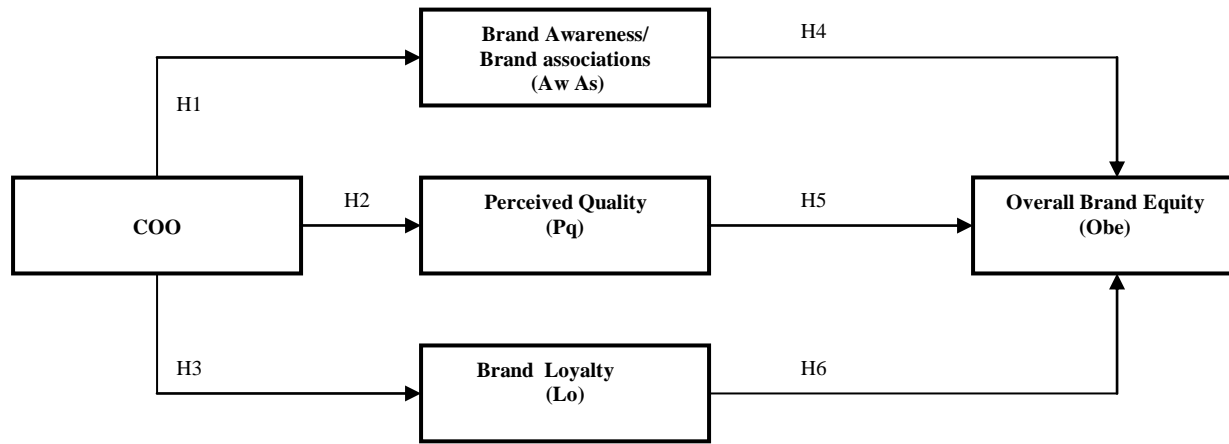 Brand Awareness/
Brand associations
(Aw As)
H4
H1
COO
H2
Perceived Quality
(Pq)
H5
Overall Brand Equity
(Obe)
H3
Brand Loyalty
(Lo)
H6